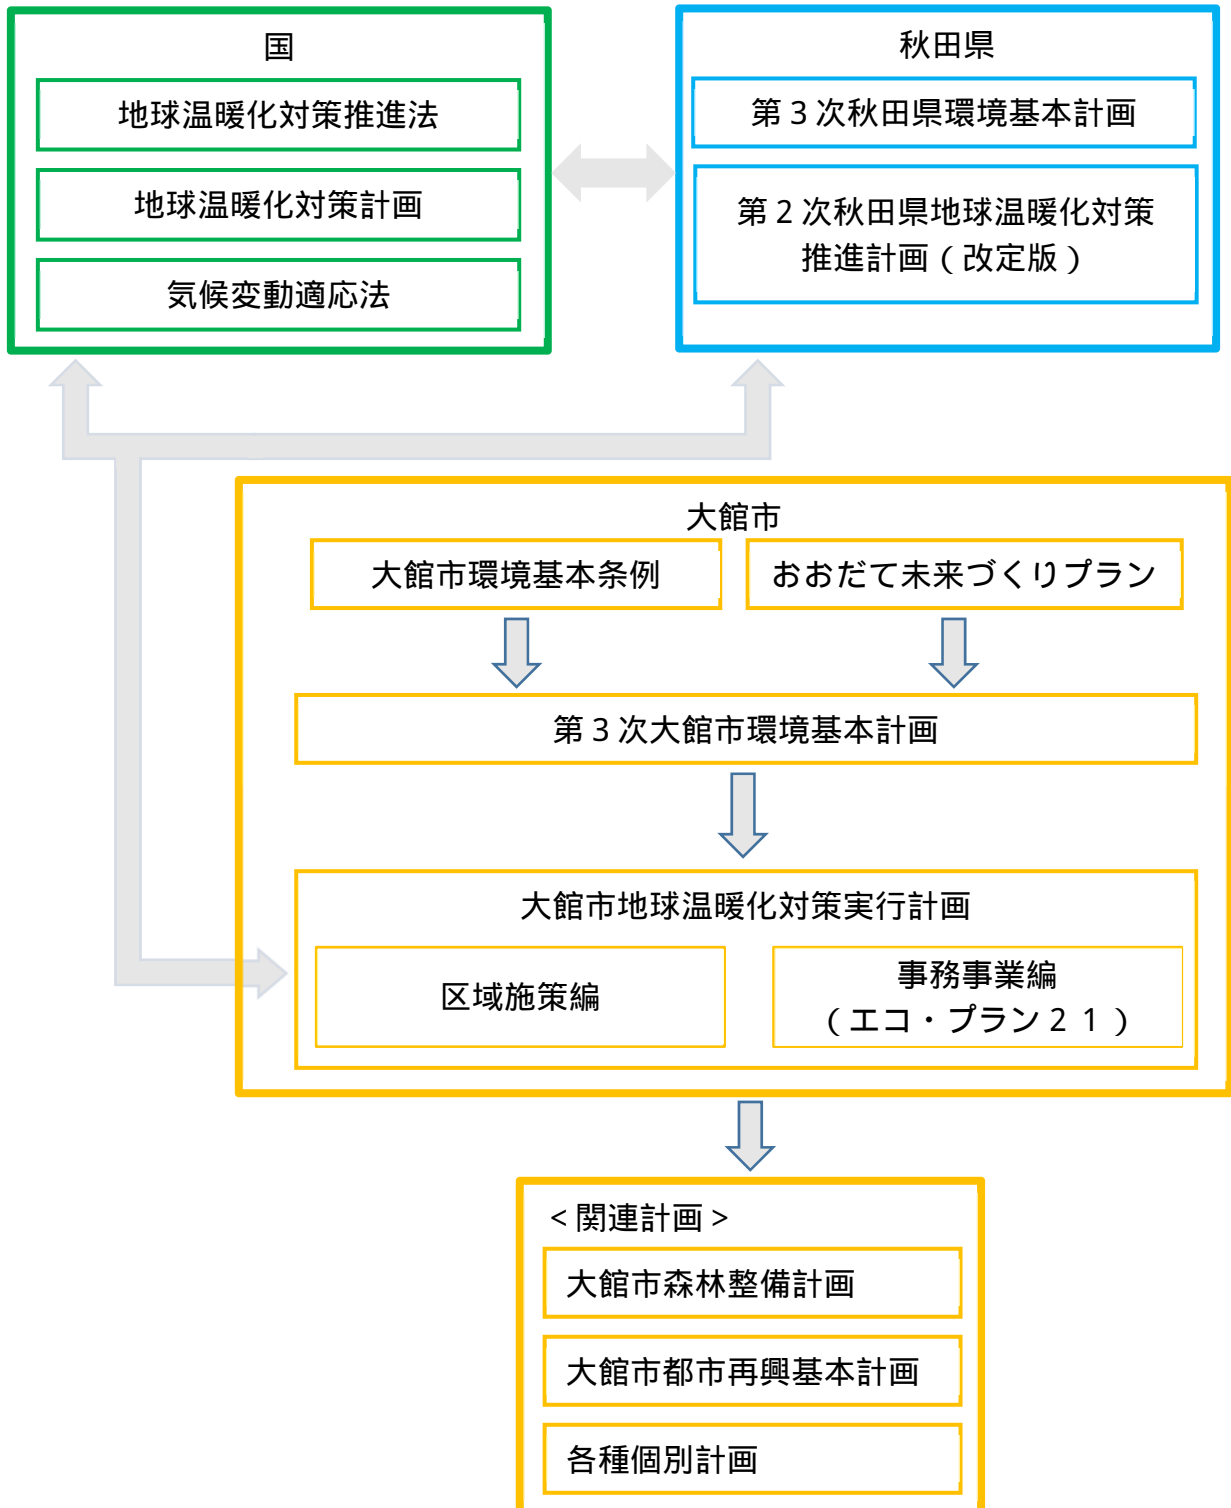 国
地球温暖化対策推進法
地球温暖化対策計画
気候変動適応法
秋田県
第３次秋田県環境基本計画
第２次秋田県地球温暖化対策
推進計画（改定版）
大館市
大館市環境基本条例
おおだて未来づくりプラン
第３次大館市環境基本計画
大館市地球温暖化対策実行計画
区域施策編
事務事業編
（エコ・プラン２１）
＜関連計画＞
大館市森林整備計画
大館市都市再興基本計画
各種個別計画